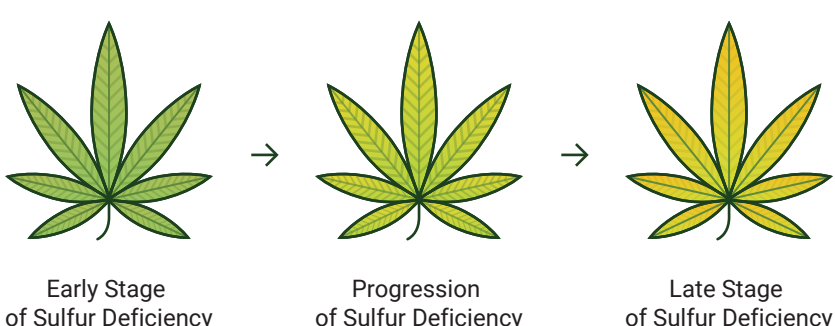 Early Stage
of Sulfur Deficiency
Progression
of Sulfur Deficiency
Late Stage
of Sulfur Deficiency